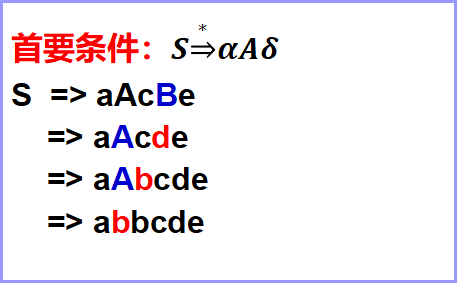 首要条件：S ⇒* αAδ
S => aAcBe
=> aAcde
=> aAbcde
=> abbcde